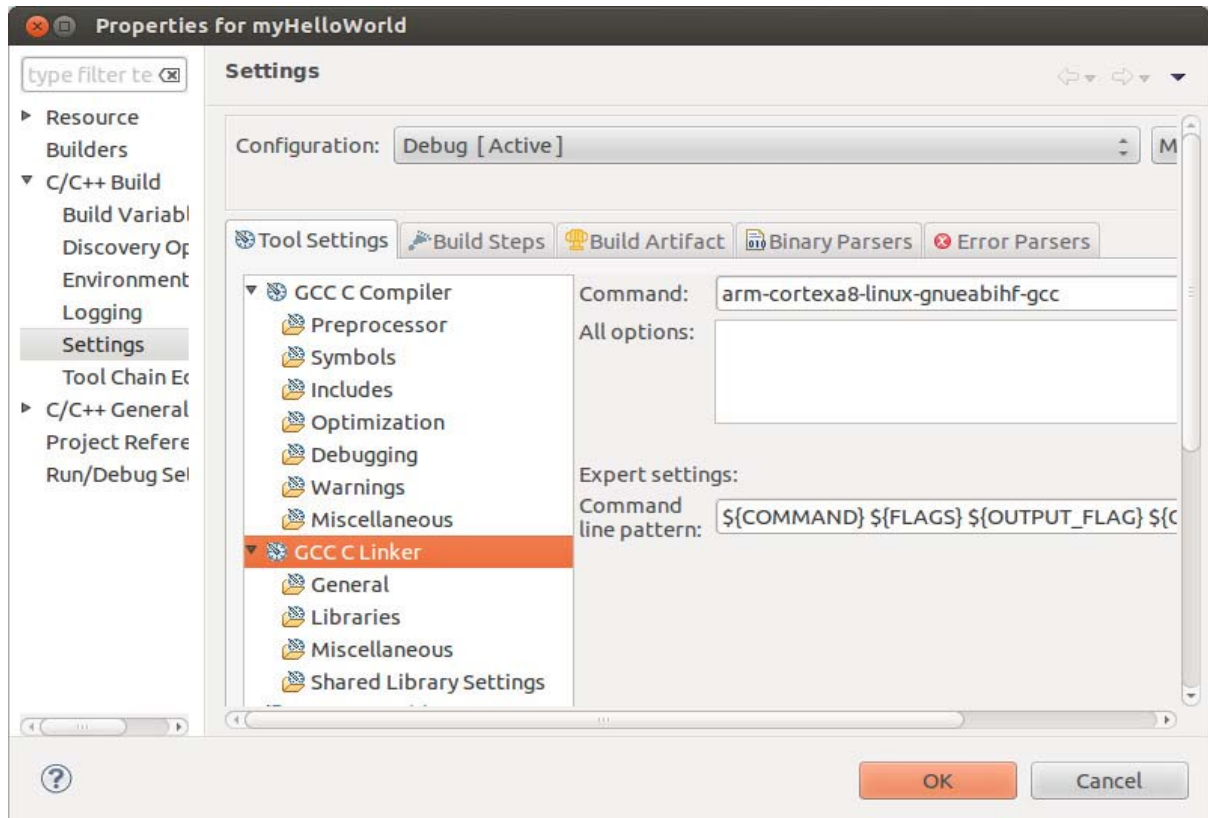 Properties for myHelloWorld
type filter te
Resource
Builders
C/C++ Build
Build Variabl
Discovery Op
Environment
Logging
Settings
Tool Chain Ed
C/C++ General
Project Refere
Run/Debug Set
Settings
Configuration: Debug [Active]
M
Tool Settings Build Steps Build Artifact Binary Parsers Error Parsers
GCC C Compiler
Preprocessor
Symbols
Includes
Optimization
Debugging
Warnings
Miscellaneous
GCC C Linker
General
Libraries
Miscellaneous
Shared Library Settings
Command: arm-cortexa8-linux-gnueabihf-gcc
All options:
Expert settings:
Command
line pattern: ${COMMAND} ${FLAGS} ${OUTPUT_FLAG} ${
OK Cancel